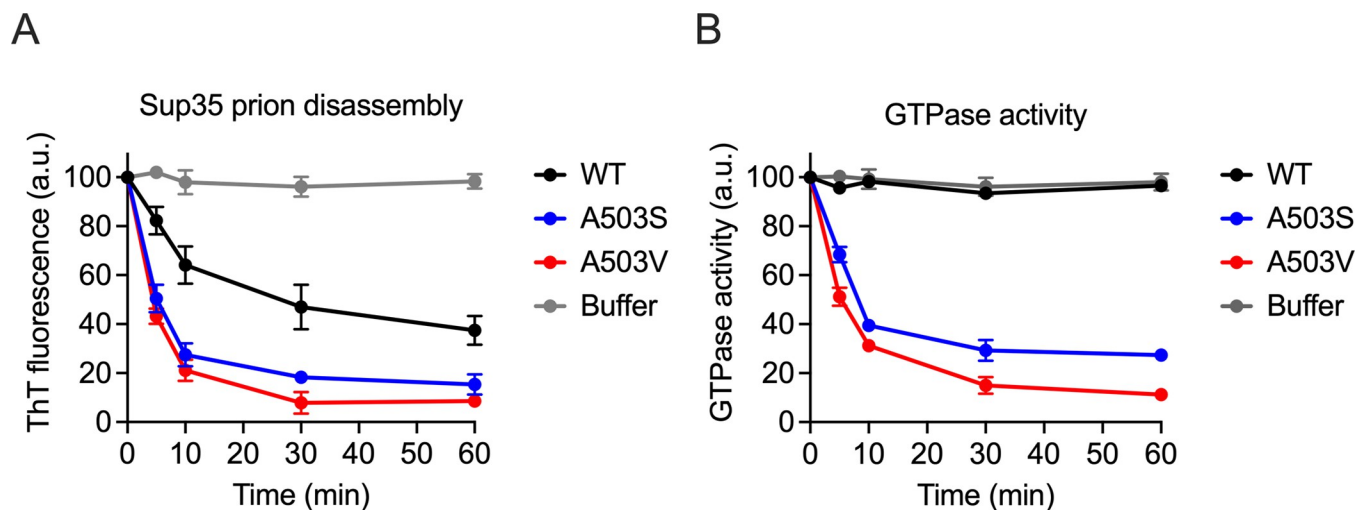 A
Sup35 prion disassembly
ThT fluorescence (a.u.)
100
80
60
40
20
0
0 10 20 30 40 50 60
Time (min)
WT
A503S
A503V
Buffer
B
GTPase activity
GTPase activity (a.u.)
100
80
60
40
20
0
0 10 20 30 40 50 60
Time (min)
WT
A503S
A503V
Buffer